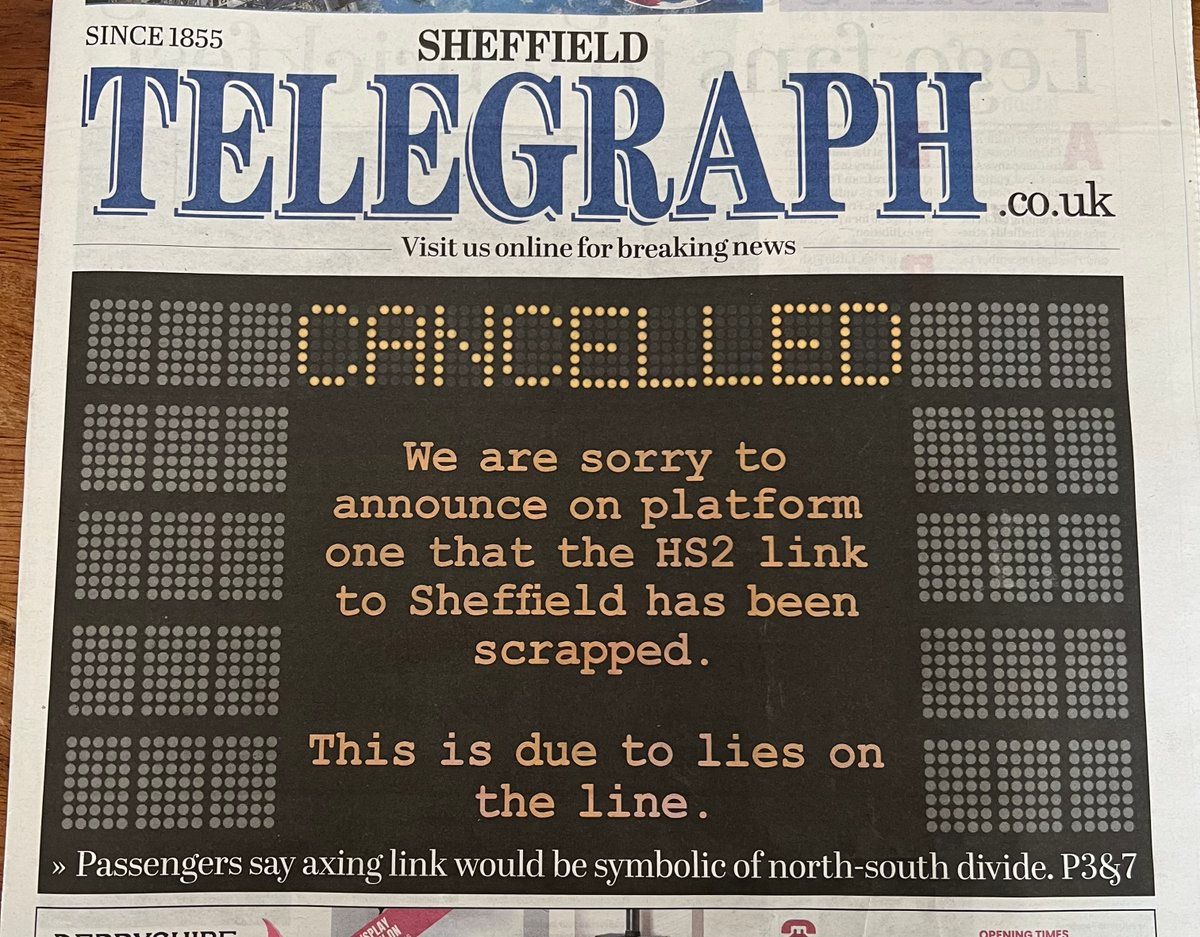 SINCE 1855
SHEFFIELD
TELEGRAPH
.co.uk
Visit us online for breaking news
CANCELLED
We are sorry to
announce on platform
one that the HS2 link
to Sheffield has been
scrapped.
This is due to lies on
the line.
» Passengers say axing link would be symbolic of north-south divide. P3&7
DERBYSHIRE
OPENING TIMES